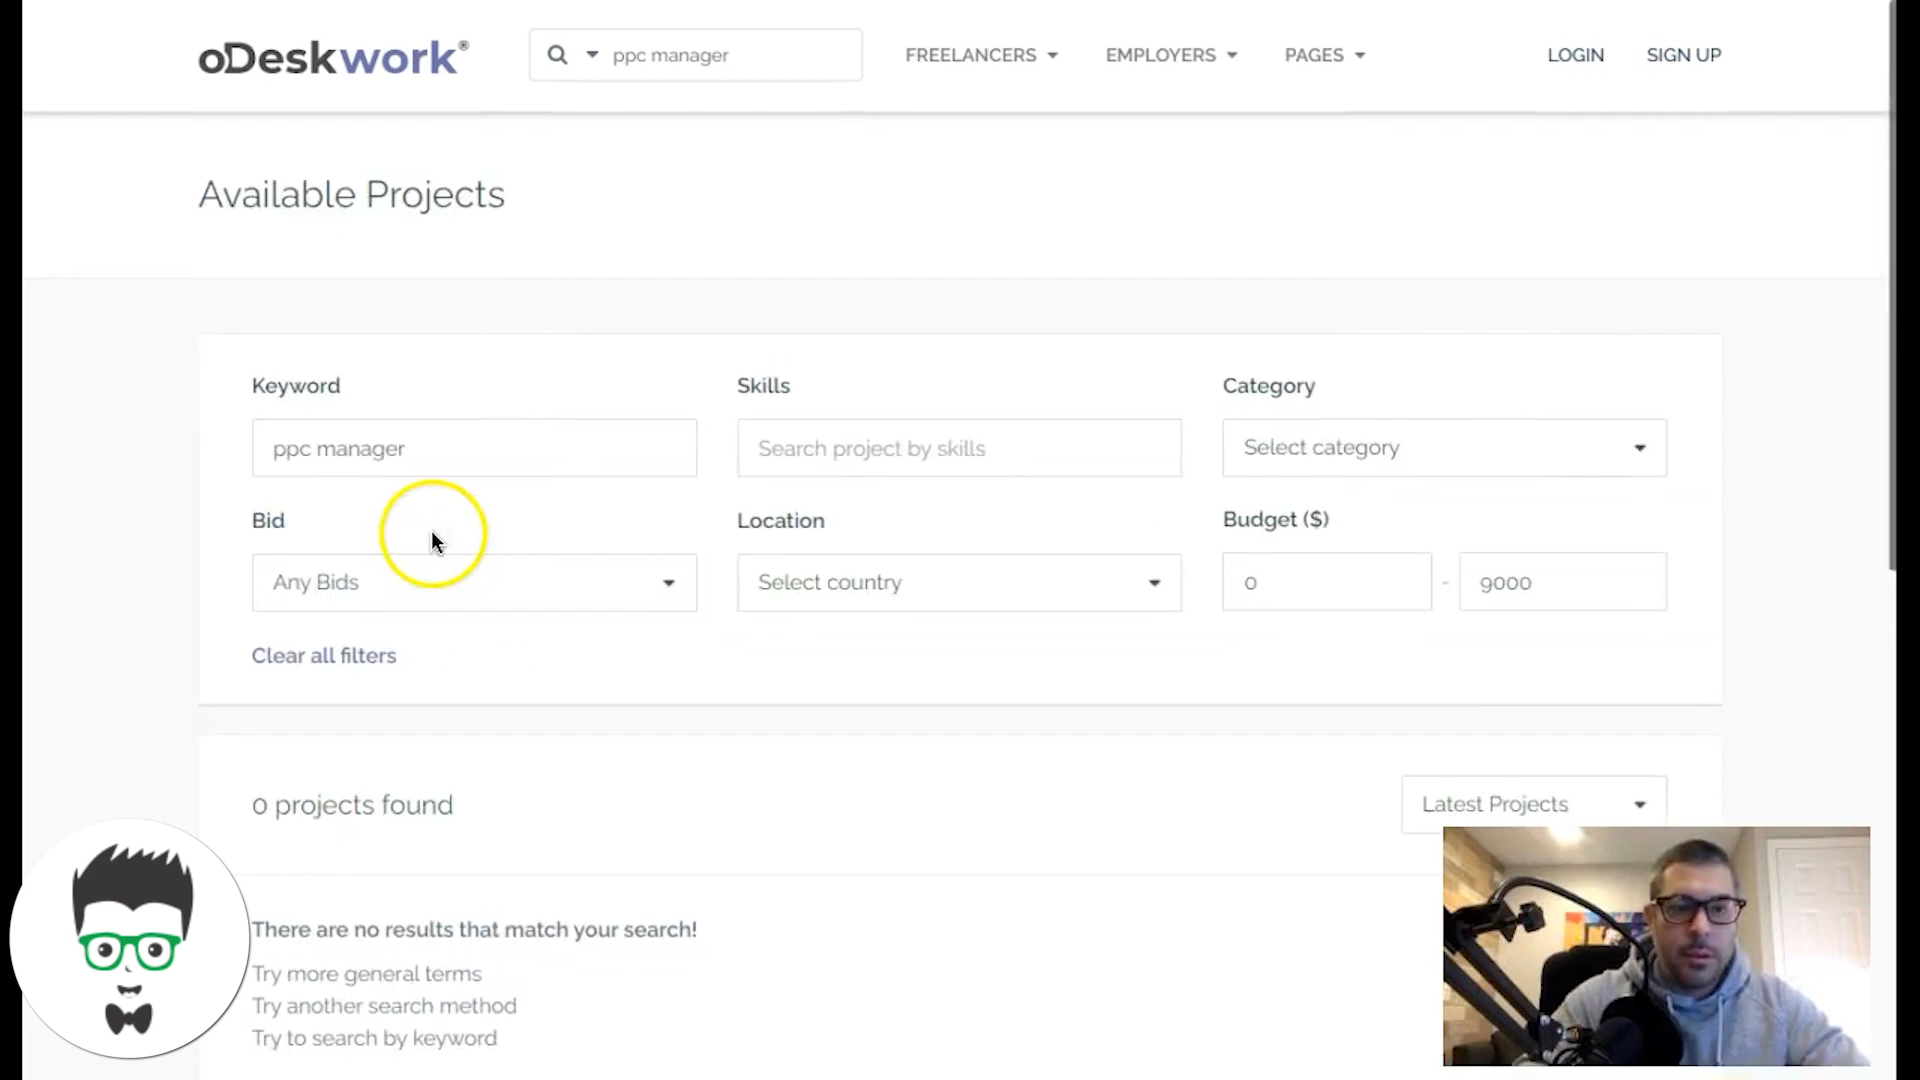 oDeskwork®
ppc manager
FREELANCERS
EMPLOYERS
PAGES
LOGIN
SIGN UP
Available Projects
Keyword
Skills
Category
ppc manager
Search project by skills
Select category
Bid
Location
Budget ($)
Any Bids
Select country
0
-
9000
Clear all filters
0 projects found
Latest Projects
There are no results that match your search!
Try more general terms
Try another search method
Try to search by keyword